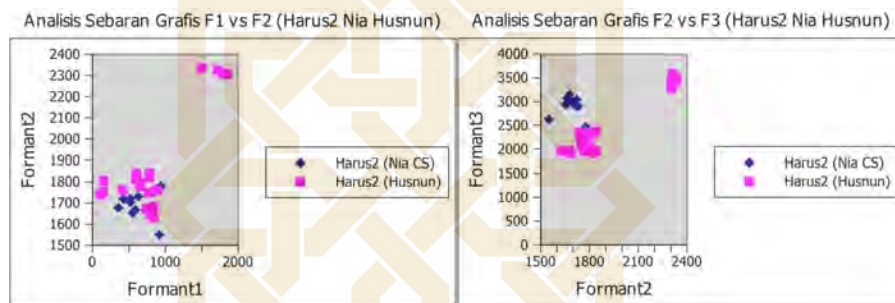 Analisis Sebaran Grafis F1 vs F2 (Harus2 Nia Husnun)
2400
2300
2200
2100
2000
1900
1800
1700
1600
1500
Formant2
0
1000
2000
Formant1
Harus2 (Nia CS)
Harus2 (Husnun)
Analisis Sebaran Grafis F2 vs F3 (Harus2 Nia Husnun)
4000
3500
3000
2500
2000
1500
1000
500
0
Formant3
1500
1800
2100
2400
Formant2
Harus2 (Nia CS)
Harus2 (Husnun)